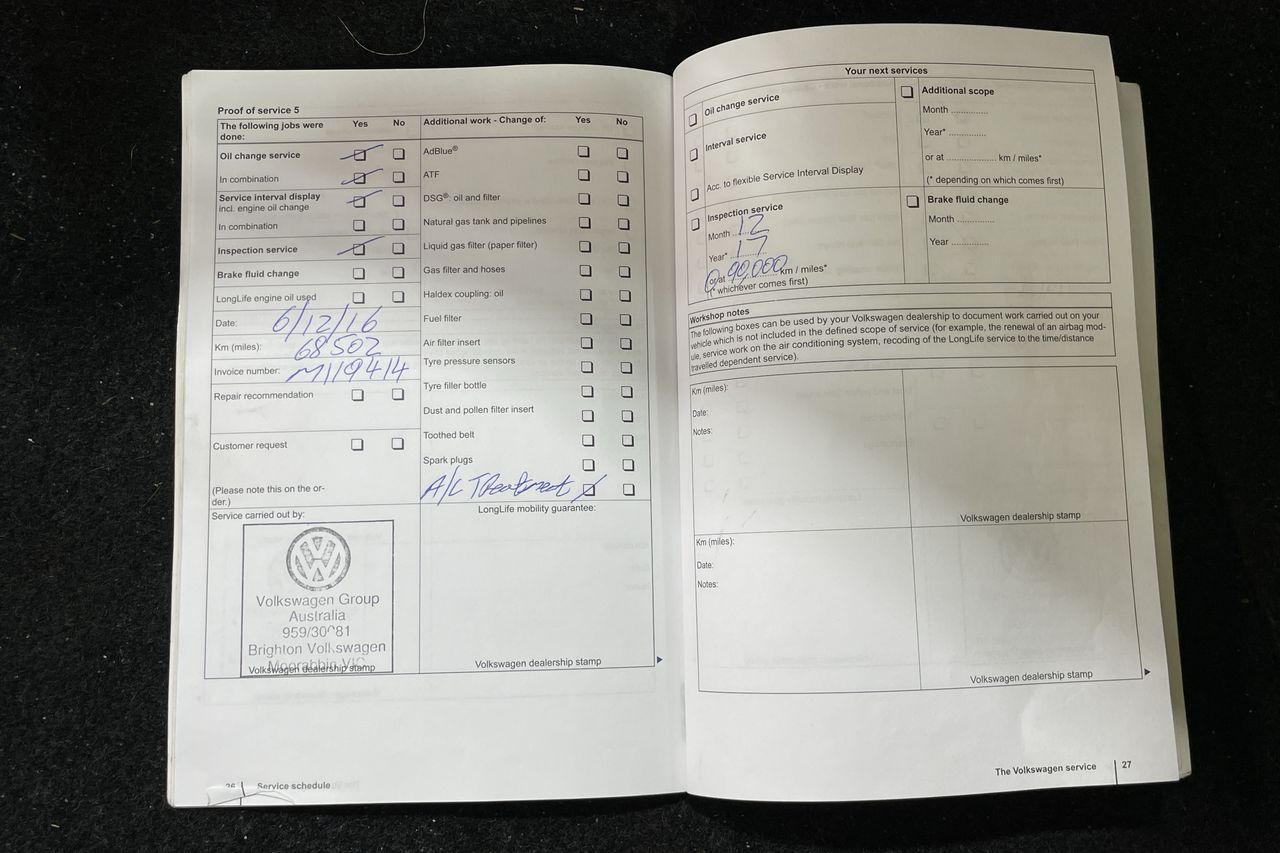 Proof of service 5
The following jobs were done:
Yes
No
Additional work - Change of:
Yes
No
Oil change service
In combination
Service interval display
incl. engine oil change
In combination
Inspection service
Brake fluid change
LongLife engine oil used
Date: 6/12/16
Km (miles): 68502
Invoice number: M119414
Repair recommendation
Customer request
(Please note this on the or-
der.)
AdBlue®
ATF
DSG®: oil and filter
Natural gas tank and pipelines
Liquid gas filter (paper filter)
Gas filter and hoses
Haldex coupling: oil
Fuel filter
Air filter insert
Tyre pressure sensors
Tyre filler bottle
Dust and pollen filter insert
Toothed belt
Spark plugs
A/C Treatment
Service carried out by:
Volkswagen Group
Australia
Brighton Volkswagen
Moorabbin VIC
Volkswagen dealership stamp
LongLife mobility guarantee:
Volkswagen dealership stamp
26
Service schedule
Your next services
Oil change service
Interval service
Acc. to flexible Service Interval Display
Inspection service
Month 12
Year* 17
or at 90,000 km / miles*
(* whichever comes first)
Additional scope
Month ..............
Year* ..............
or at .................... km / miles*
(* depending on which comes first)
Brake fluid change
Month ..............
Year ..............
Workshop notes
The following boxes can be used by your Volkswagen dealership to document work carried out on your
vehicle which is not included in the defined scope of service (for example, the renewal of an airbag mod-
ule, service work on the air conditioning system, recoding of the LongLife service to the time/distance
travelled dependent service).
Km (miles):
Date:
Notes:
Volkswagen dealership stamp
Km (miles):
Date:
Notes:
Volkswagen dealership stamp
The Volkswagen service
27